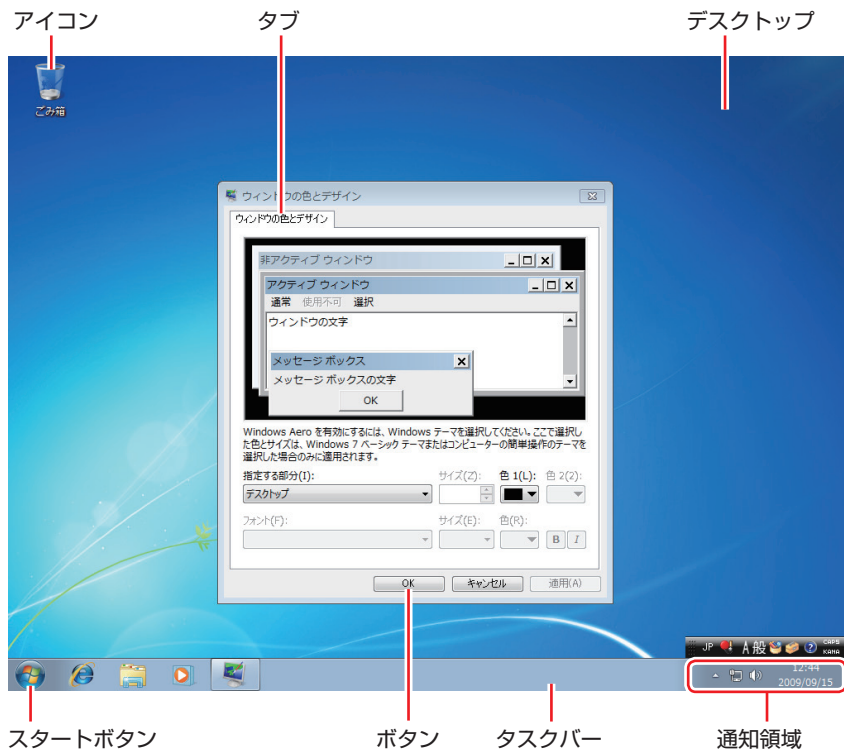 アイコン
タブ
デスクトップ
ごみ箱
ウィンドウの色とデザイン
ウィンドウの色とデザイン
非アクティブ ウィンドウ
アクティブ ウィンドウ
通常 使用不可 選択
ウィンドウの文字
メッセージ ボックス
メッセージ ボックスの文字
OK
Windows Aero を有効にするには、Windows テーマを選択してください。ここで選択し
た色とサイズは、Windows 7 ベーシック テーマまたはコンピューターの簡単操作のテーマを
選択した場合のみに適用されます。
指定する部分(I): サイズ(Z): 色 1(L): 色 2(2):
デスクトップ
フォント(F): サイズ(E): 色(R):
B I
OK キャンセル 適用(A)
JP A 般 CAPS
KANA
12:44
2009/09/15
スタートボタン
ボタン
タスクバー
通知領域